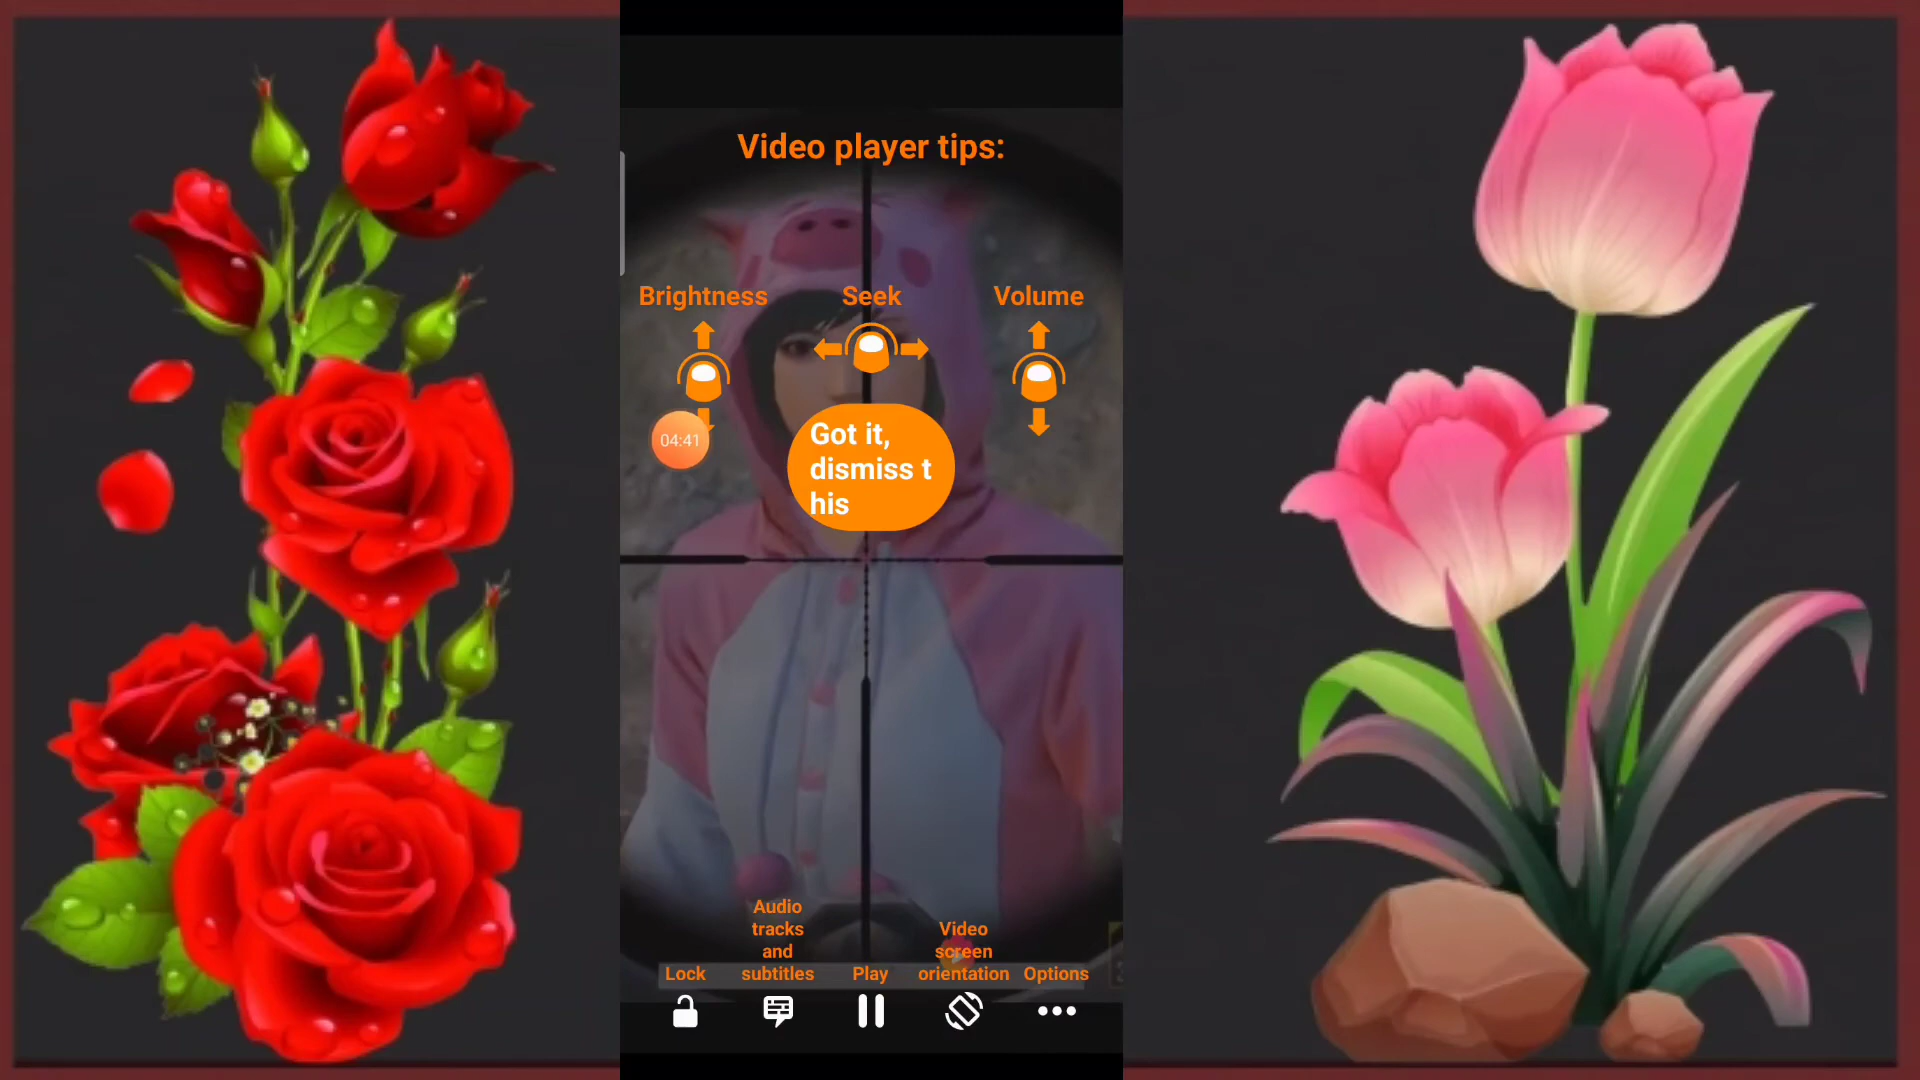 Video player tips:
Brightness
Seek
Volume
04:41
Got it,
dismiss t
his
Audio
tracks
and
subtitles
Video
screen
orientation
Lock
Play
Options